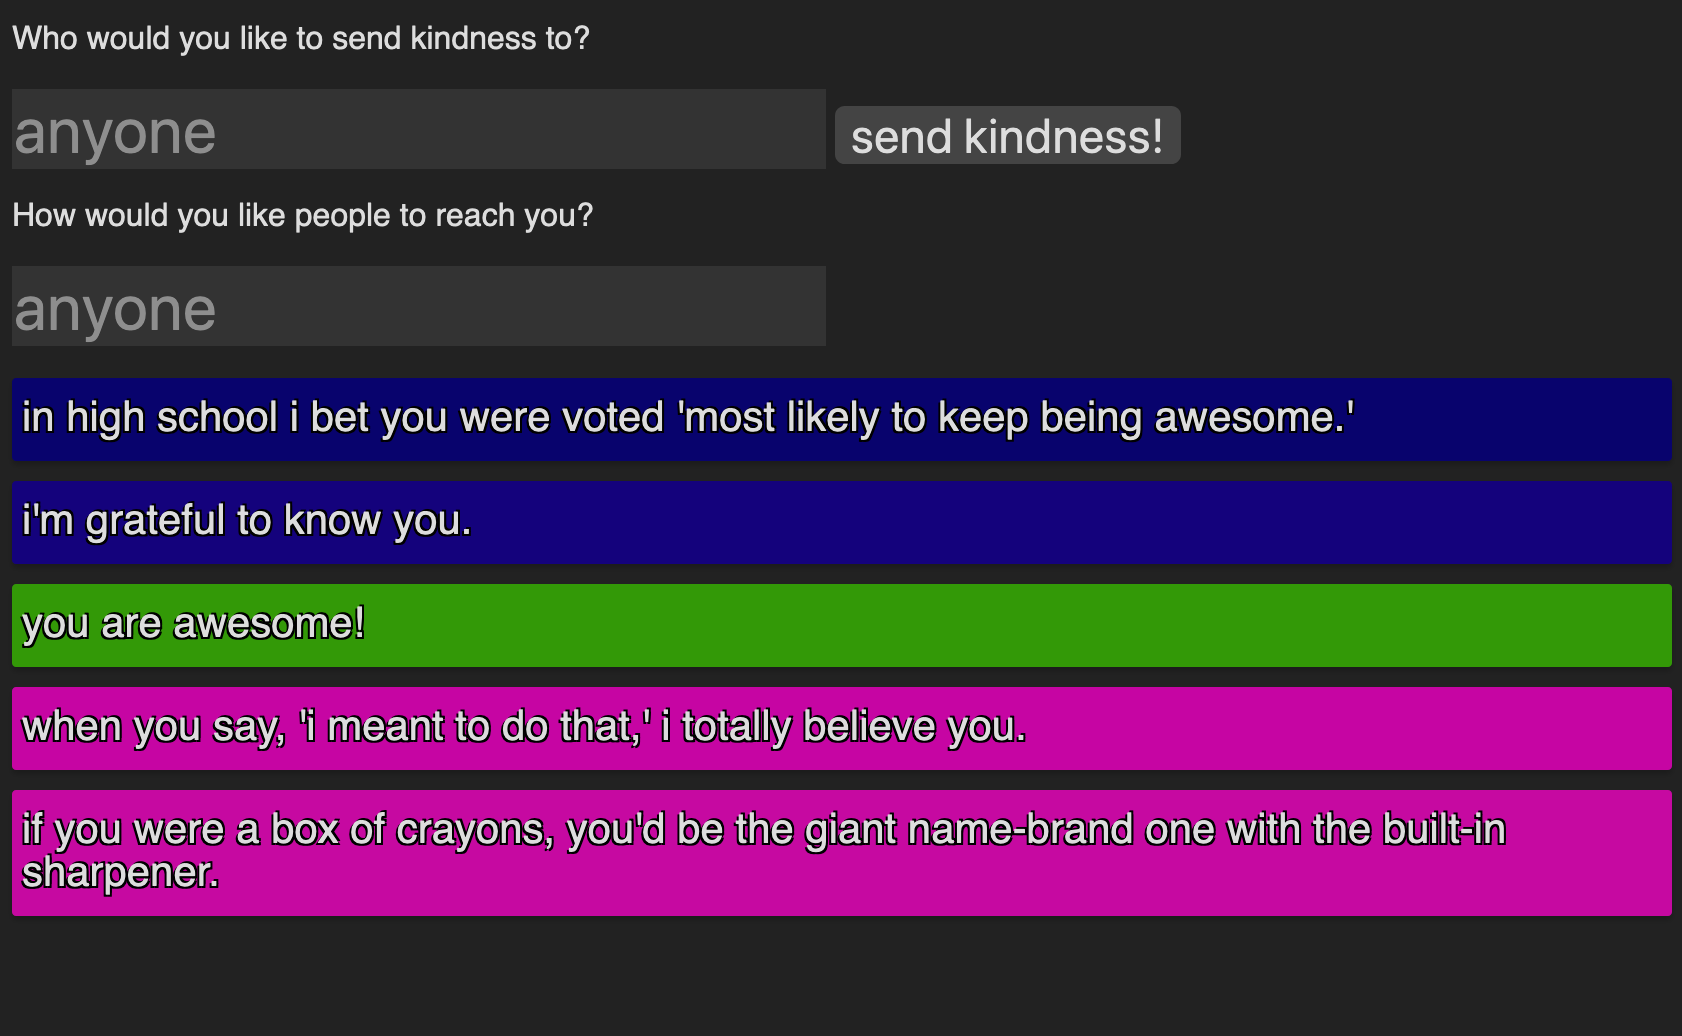 Who would you like to send kindness to?
anyone
send kindness!
How would you like people to reach you?
anyone
in high school i bet you were voted 'most likely to keep being awesome.'
i'm grateful to know you.
you are awesome!
when you say, 'i meant to do that,' i totally believe you.
if you were a box of crayons, you'd be the giant name-brand one with the built-in
sharpener.